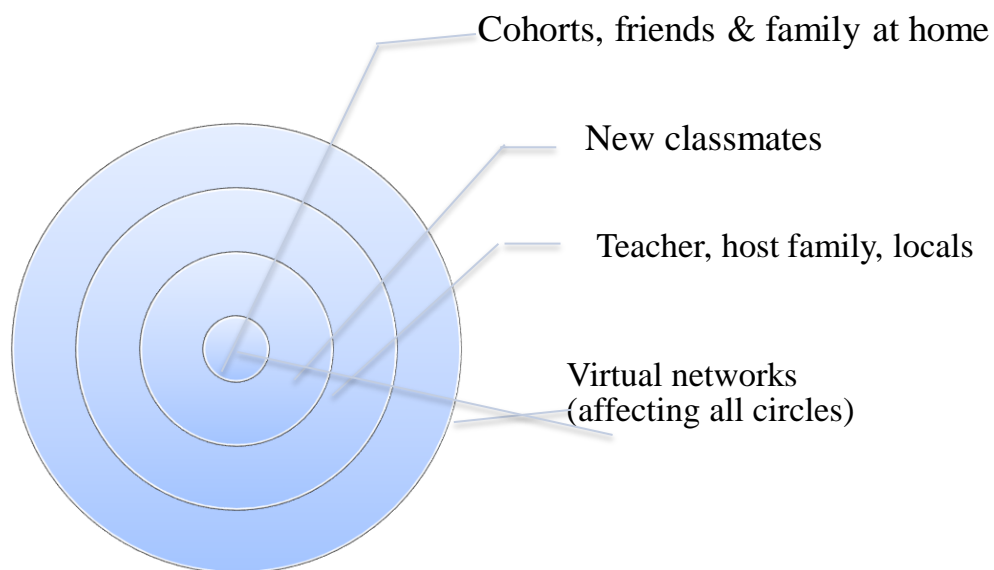 Cohorts, friends & family at home
New classmates
Teacher, host family, locals
Virtual networks
(affecting all circles)